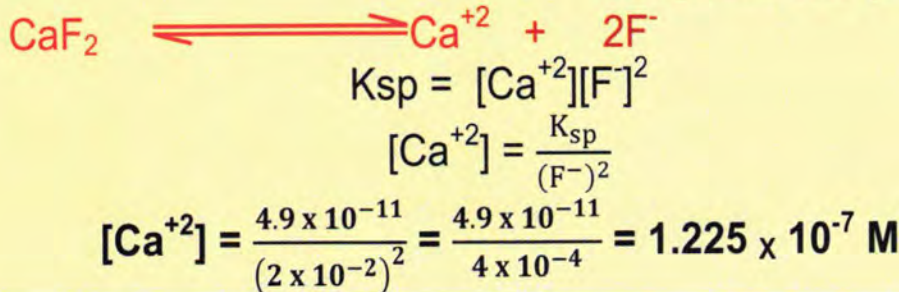 CaF₂ ⇌ Ca⁺² + 2F⁻
Ksp = [Ca⁺²][F⁻]²
[Ca⁺²] = K_sp / (F⁻)²
[Ca⁺²] = 4.9 x 10⁻¹¹ / (2 x 10⁻²)² = 4.9 x 10⁻¹¹ / 4 x 10⁻⁴ = 1.225 x 10⁻⁷ M